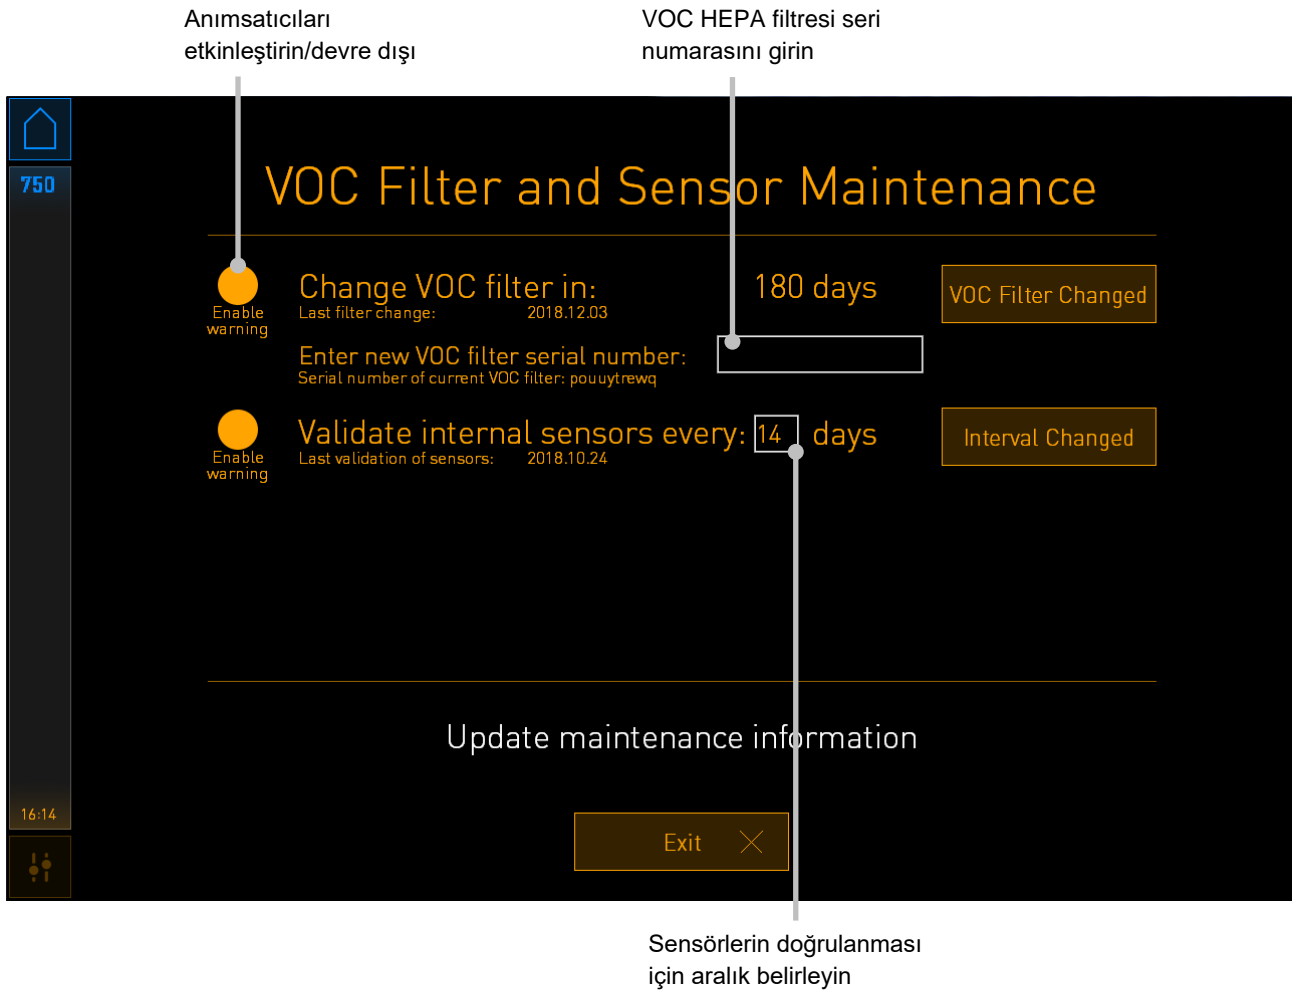 Anımsatıcıları
etkinleştirin/devre dışı
VOC HEPA filtresi seri
numarasını girin
750
VOC Filter and Sensor Maintenance
Enable
warning
Change VOC filter in:
180 days
VOC Filter Changed
Last filter change: 2018.12.03
Enter new VOC filter serial number:
Serial number of current VOC filter: pouuytrewq
Enable
warning
Validate internal sensors every: 14 days
Interval Changed
Last validation of sensors: 2018.10.24
Update maintenance information
16:14
Exit
Sensörlerin doğrulanması
için aralık belirleyin